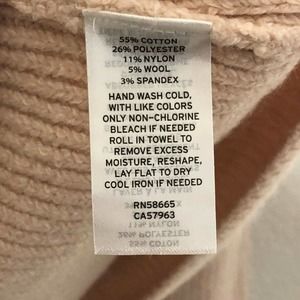 55% COTTON
26% POLYESTER
11% NYLON
5% WOOL
3% SPANDEX
HAND WASH COLD,
WITH LIKE COLORS
ONLY NON-CHLORINE
BLEACH IF NEEDED
ROLL IN TOWEL TO
REMOVE EXCESS
MOISTURE, RESHAPE,
LAY FLAT TO DRY
COOL IRON IF NEEDED
RN58665
CA57963